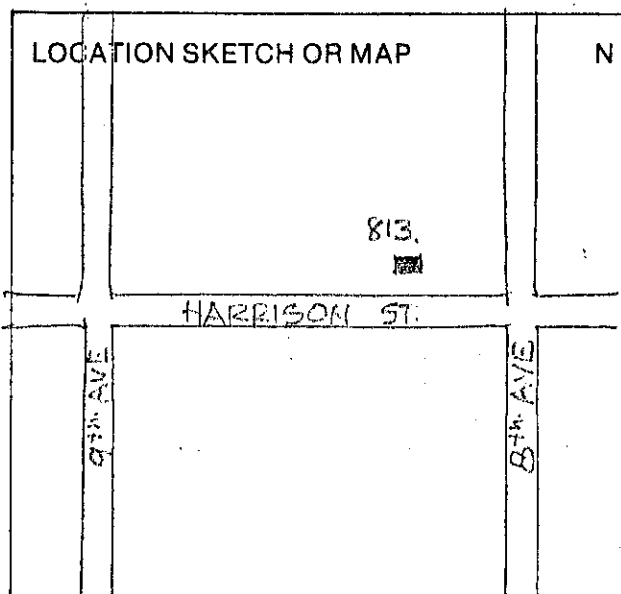 LOCATION SKETCH OR MAP N
813.
HARRISON ST.
9th AVE
8th AVE